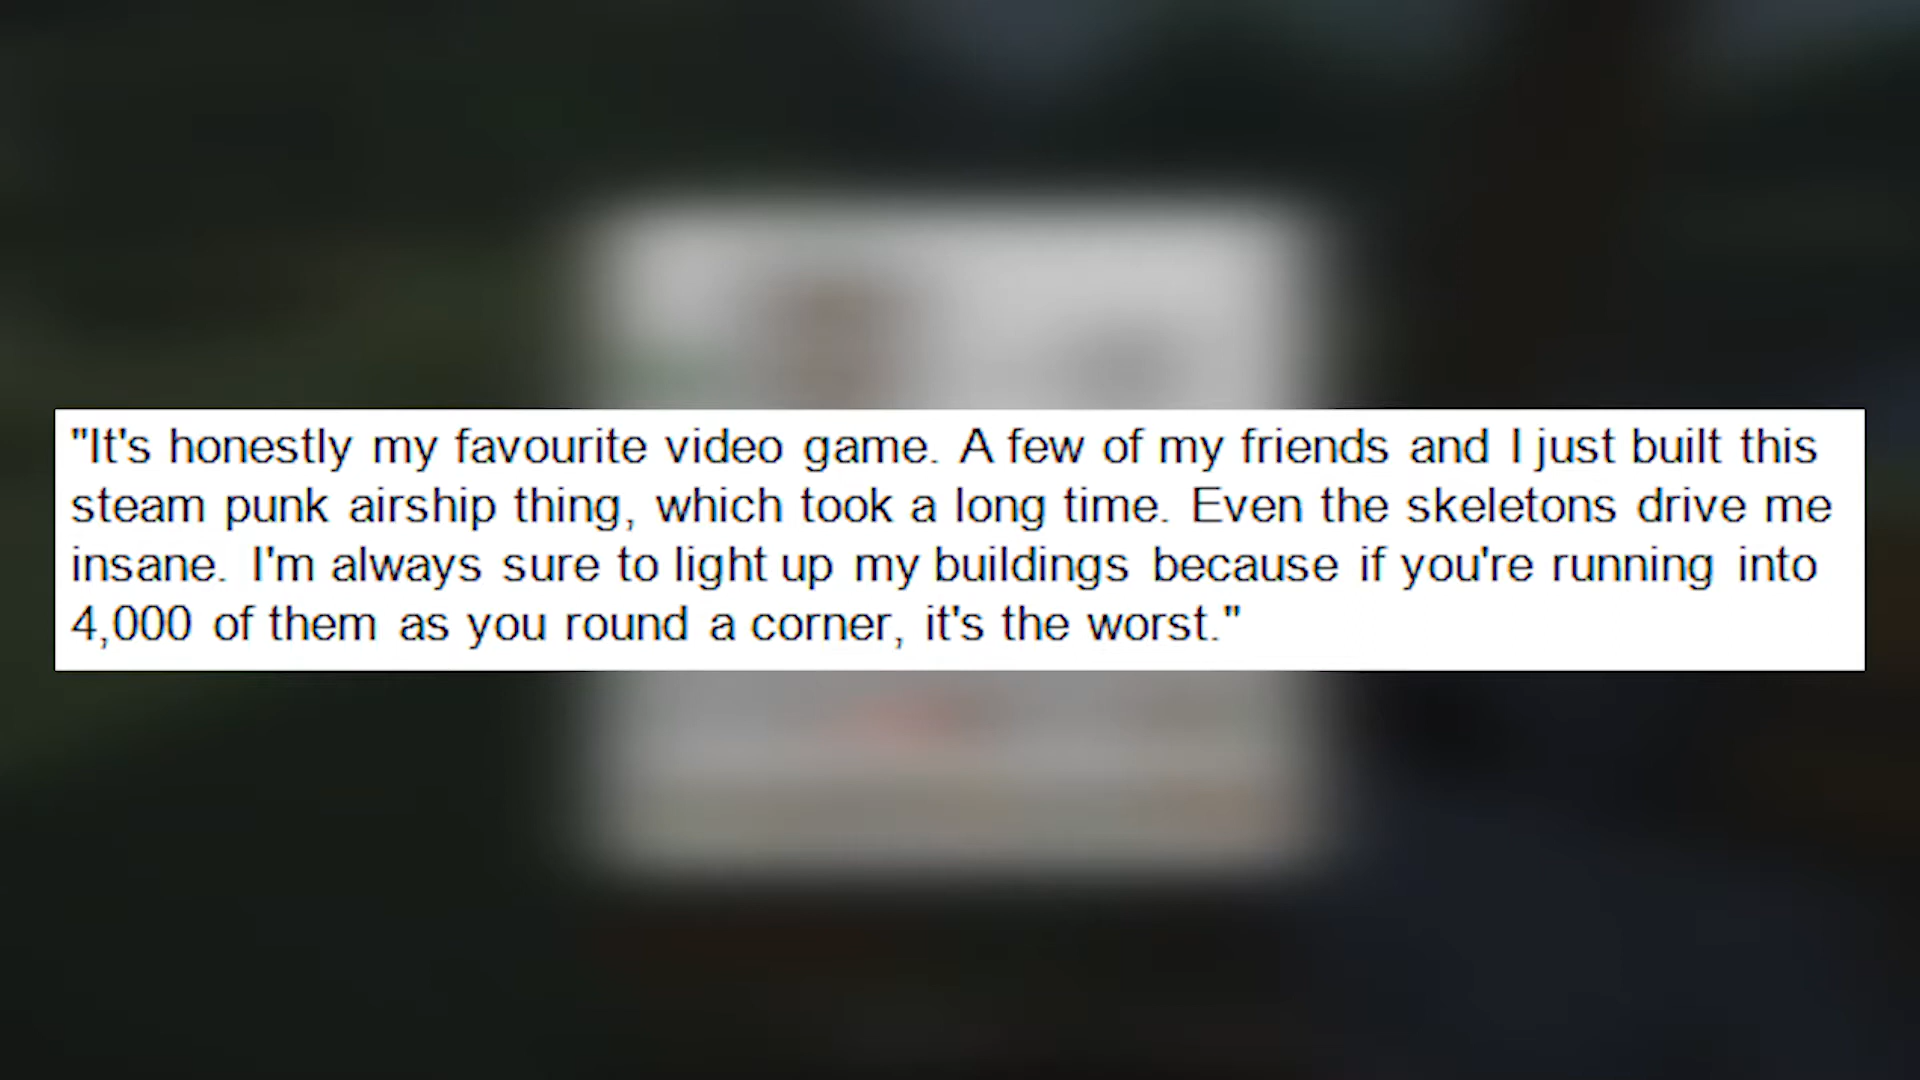 "It's honestly my favourite video game. A few of my friends and I just built this
steam punk airship thing, which took a long time. Even the skeletons drive me
insane. I'm always sure to light up my buildings because if you're running into
4,000 of them as you round a corner, it's the worst."